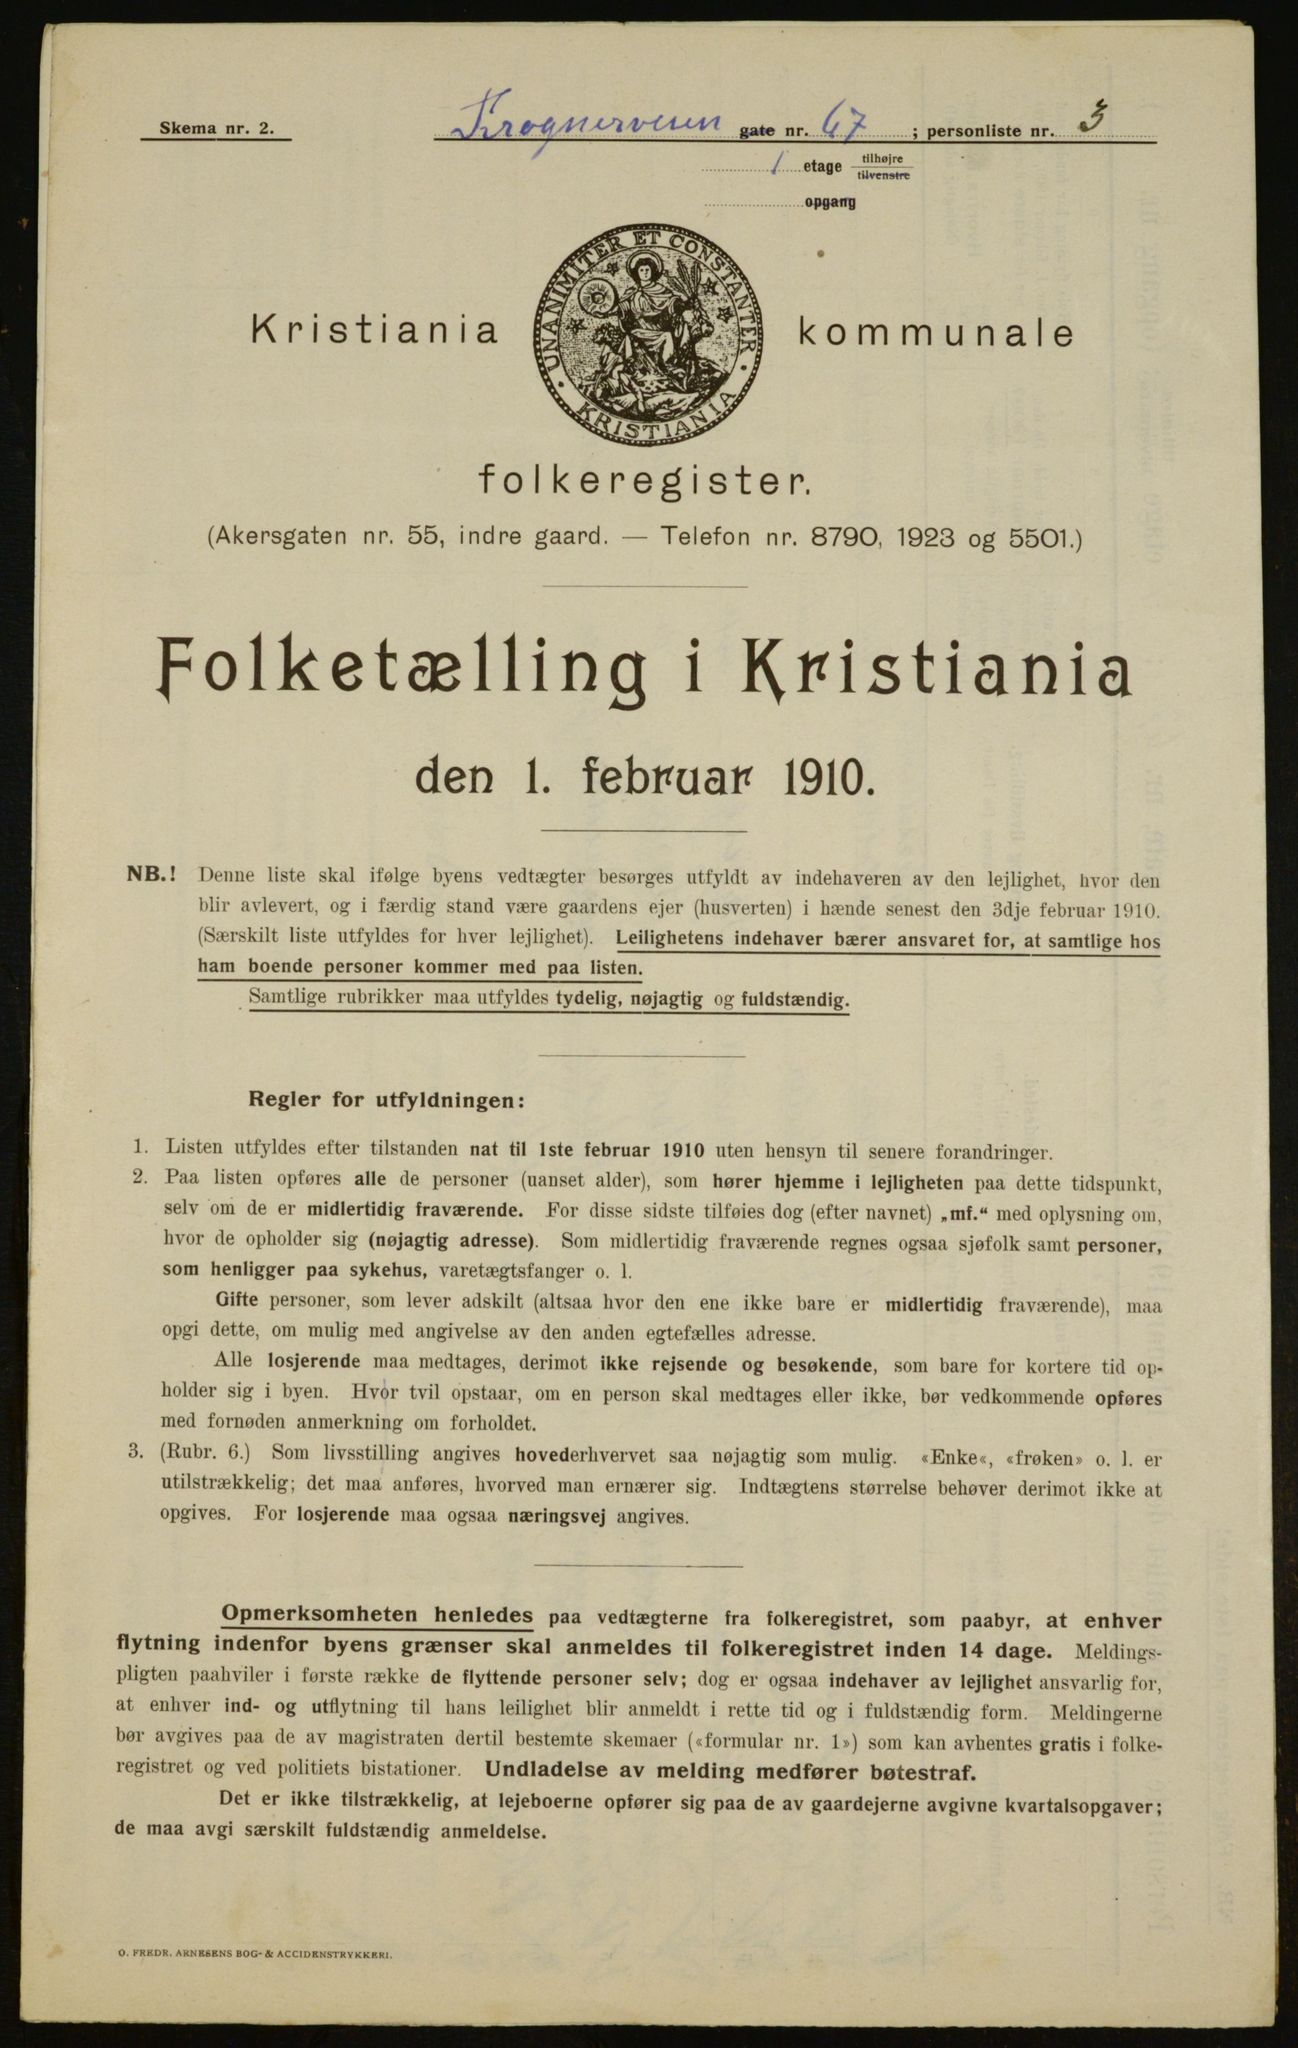 Skema nr. 2. Frognerveien gate nr. 67 ; personliste nr. 3
1 etage tilhøjre
tilvenstre
opgang
UNANIMITER ET CONSTANTER
KRISTIANIA
Kristiania kommunale
folkeregister.
(Akersgaten nr. 55, indre gaard. — Telefon nr. 8790, 1923 og 5501.)
Folketælling i Kristiania
den 1. februar 1910.
NB.! Denne liste skal ifølge byens vedtægter besørges utfyldt av indehaveren av den lejlighet, hvor den
blir avlevert, og i færdig stand være gaardens ejer (husverten) i hænde senest den 3dje februar 1910.
(Særskilt liste utfyldes for hver lejlighet). Leilighetens indehaver bærer ansvaret for, at samtlige hos
ham boende personer kommer med paa listen.
Samtlige rubrikker maa utfyldes tydelig, nøjagtig og fuldstændig.
Regler for utfyldningen:
1. Listen utfyldes efter tilstanden nat til 1ste februar 1910 uten hensyn til senere forandringer.
2. Paa listen opføres alle de personer (uanset alder), som hører hjemme i lejligheten paa dette tidspunkt,
selv om de er midlertidig fraværende. For disse sidste tilføies dog (efter navnet) „mf.“ med oplysning om,
hvor de opholder sig (nøjagtig adresse). Som midlertidig fraværende regnes ogsaa sjøfolk samt personer,
som henligger paa sykehus, varetægtsfanger o. l.
Gifte personer, som lever adskilt (altsaa hvor den ene ikke bare er midlertidig fraværende), maa
opgi dette, om mulig med angivelse av den anden egtefælles adresse.
Alle losjerende maa medtages, derimot ikke rejsende og besøkende, som bare for kortere tid op-
holder sig i byen. Hvor tvil opstaar, om en person skal medtages eller ikke, bør vedkommende opføres
med fornøden anmerkning om forholdet.
3. (Rubr. 6.) Som livsstilling angives hovederhvervet saa nøjagtig som mulig. «Enke«, «frøken» o. l. er
utilstrækkelig; det maa anføres, hvorved man ernærer sig. Indtægtens størrelse behøver derimot ikke at
opgives. For losjerende maa ogsaa næringsvej angives.
Opmerksomheten henledes paa vedtægterne fra folkeregistret, som paabyr, at enhver
flytning indenfor byens grænser skal anmeldes til folkeregistret inden 14 dage. Meldings-
pligten paahviler i første række de flyttende personer selv; dog er ogsaa indehaver av lejlighet ansvarlig for,
at enhver ind- og utflytning til hans leilighet blir anmeldt i rette tid og i fuldstændig form. Meldingerne
bør avgives paa de av magistraten dertil bestemte skemaer («formular nr. 1») som kan avhentes gratis i folke-
registret og ved politiets bistationer. Undladelse av melding medfører bøtestraf.
Det er ikke tilstrækkelig, at lejeboerne opfører sig paa de av gaardejerne avgivne kvartalsopgaver;
de maa avgi særskilt fuldstændig anmeldelse.
O. FREDR. ARNESENS BOG- & ACCIDENSTRYKKERI.